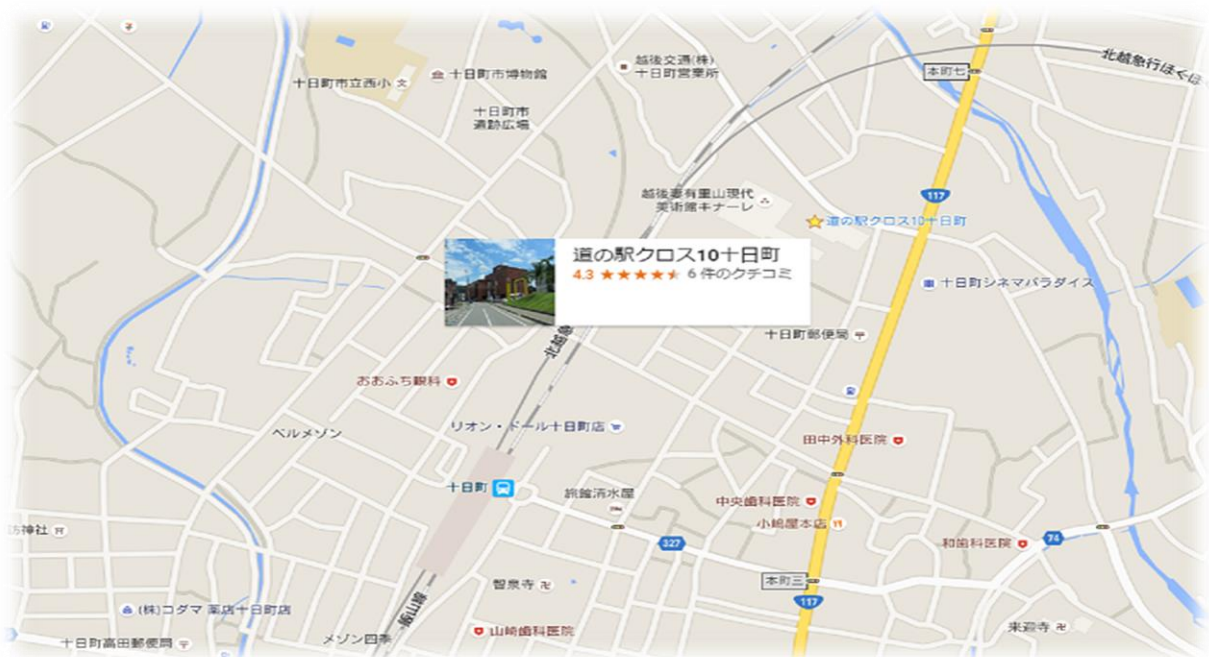 越後交通(株)
十日町営業所
北越急行ほくほ
本町七
十日町市立西小
十日町市博物館
十日町市
遺跡広場
越後妻有里山現代
美術館キナーレ
117
道の駅クロス10十日町
道の駅クロス10十日町
4.3 6 件のクチコミ
十日町シネマパラダイス
十日町郵便局
北越急
おおふち眼科
リオン・ドール十日町店
ベルメゾン
田中外科医院
十日町
旅館清水屋
中央歯科医院
小嶋屋本店
327
和歯科医院
74
神社
智泉寺
本町三
117
(株)コダマ 薬店十日町店
飯山線
メゾン四季
山崎歯科医院
来迎寺
十日町高田郵便局